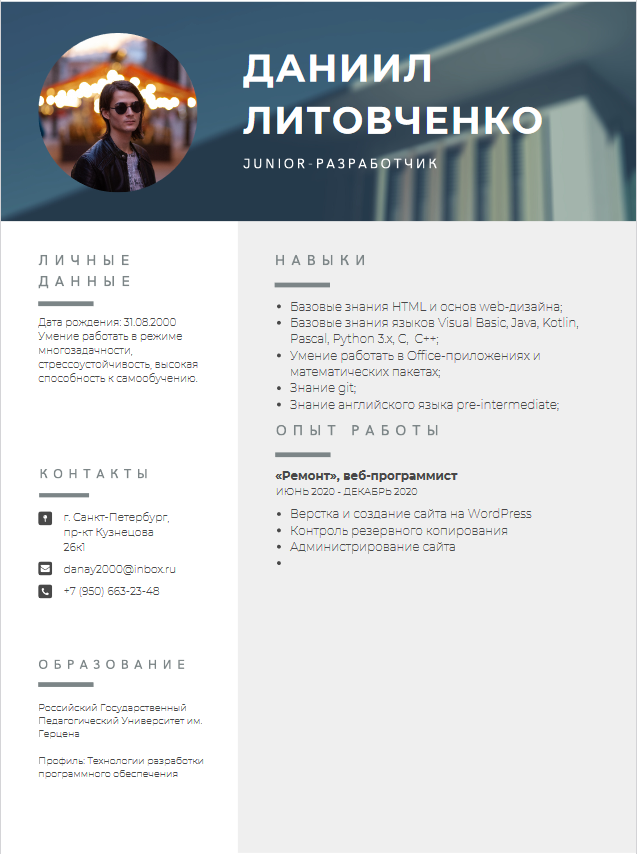 ДАНИИЛ
ЛИТОВЧЕНКО
JUNIOR-РАЗРАБОТЧИК
ЛИЧНЫЕ
ДАННЫЕ
Дата рождения: 31.08.2000
Умение работать в режиме
многозадачности,
стрессоустойчивость, высокая
способность к самообучению.
КОНТАКТЫ
г. Санкт-Петербург,
пр-кт Кузнецова
26к1
danay2000@inbox.ru
+7 (950) 663-23-48
ОБРАЗОВАНИЕ
Российский Государственный
Педагогический Университет им.
Герцена
Профиль: Технологии разработки
программного обеспечения
НАВЫКИ
• Базовые знания HTML и основ web-дизайна;
• Базовые знания языков Visual Basic, Java, Kotlin,
Pascal, Python 3.x, C, C++;
• Умение работать в Office-приложениях и
математических пакетах;
• Знание git;
• Знание английского языка pre-intermediate;
ОПЫТ РАБОТЫ
«Ремонт», веб-программист
ИЮНЬ 2020 - ДЕКАБРЬ 2020
• Верстка и создание сайта на WordPress
• Контроль резервного копирования
• Администрирование сайта
•